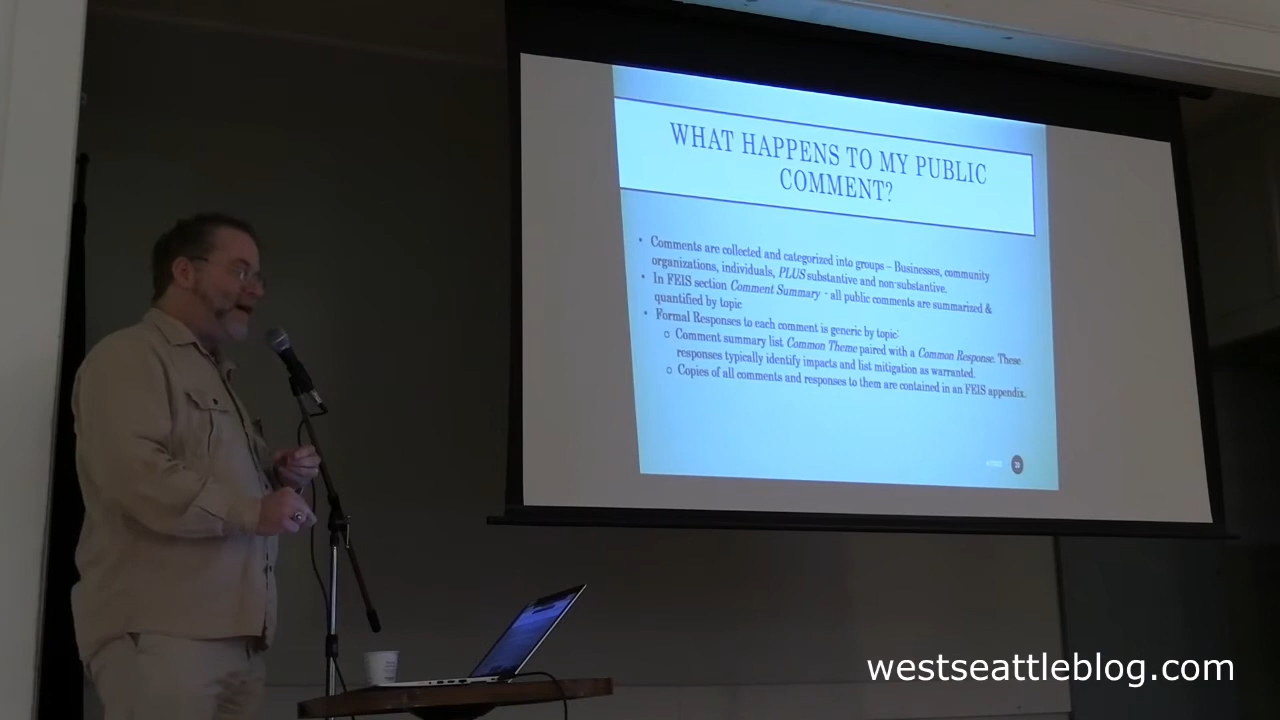 WHAT HAPPENS TO MY PUBLIC
COMMENT?
• Comments are collected and categorized into groups – Businesses, community
organizations, individuals, PLUS substantive and non-substantive.
• In FEIS section Comment Summary - all public comments are summarized &
quantified by topic
• Formal Responses to each comment is generic by topic:
o Comment summary list Common Theme paired with a Common Response. These
responses typically identify impacts and list mitigation as warranted.
o Copies of all comments and responses to them are contained in an FEIS appendix.
westseattleblog.com